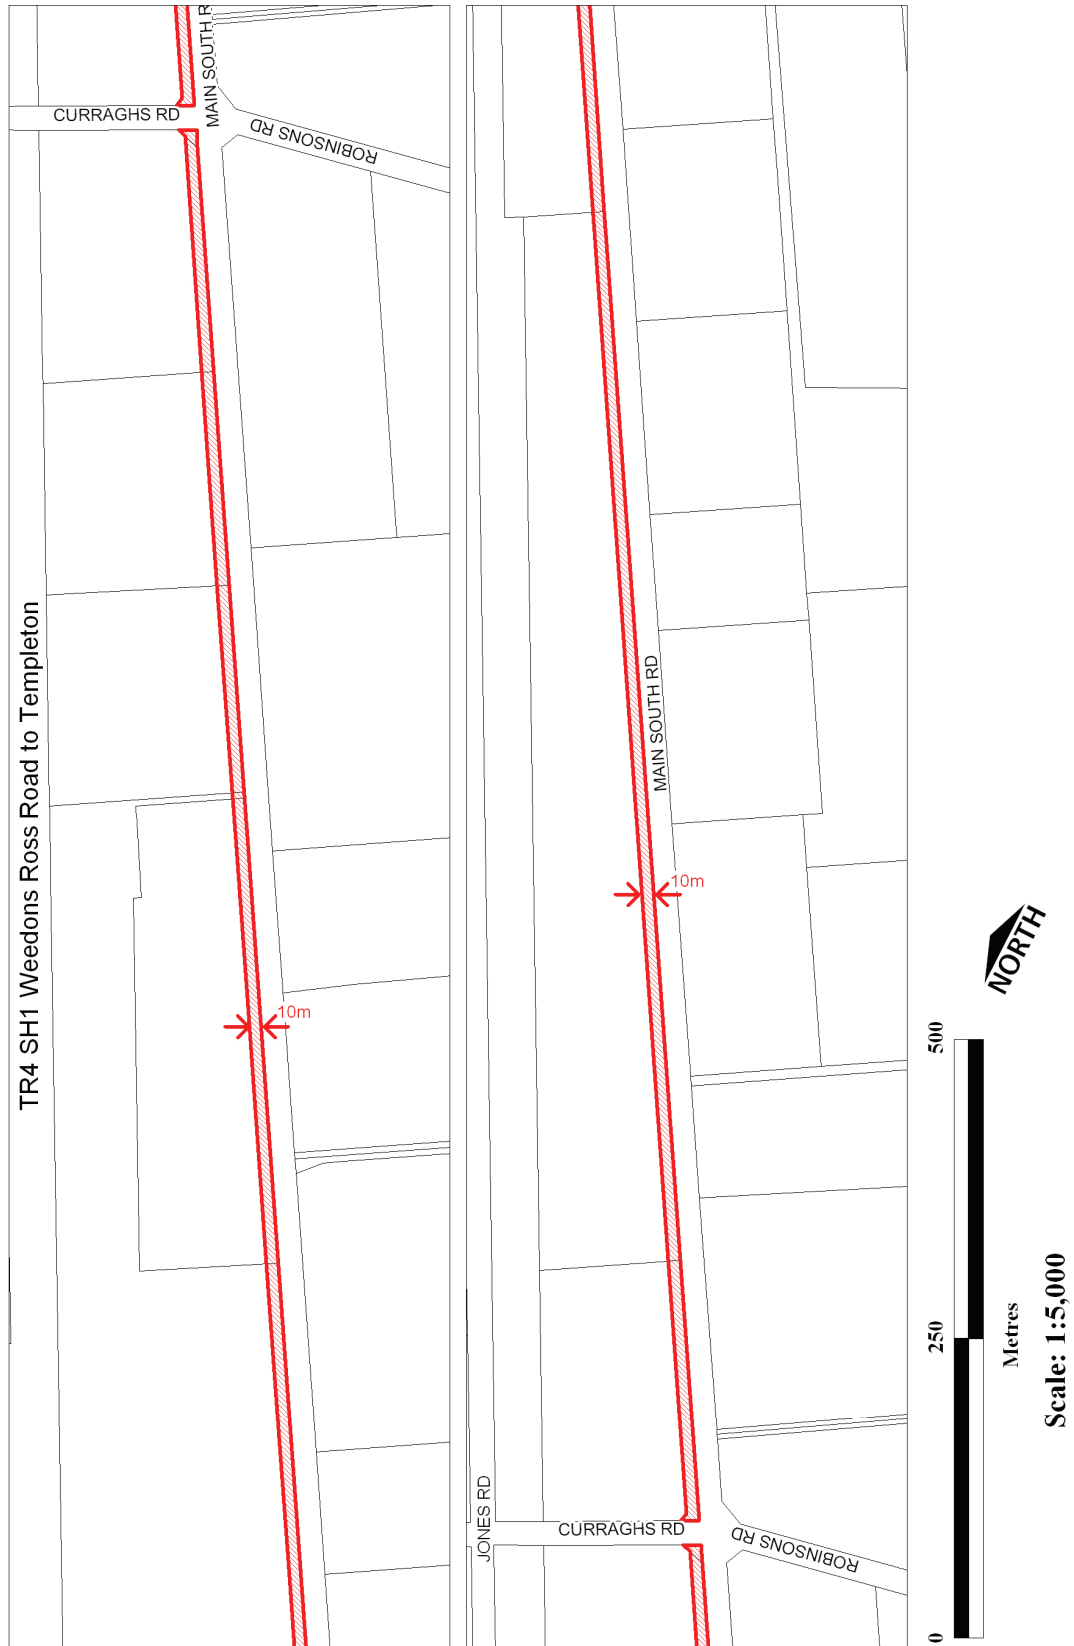 MAIN SOUTH R
CURRAGHS RD
ROBINSONS RD
TR4 SH1 Weedons Ross Road to Templeton
10m
MAIN SOUTH RD
10m
JONES RD
CURRAGHS RD
ROBINSONS RD
NORTH
0
250
500
Metres
Scale: 1:5,000